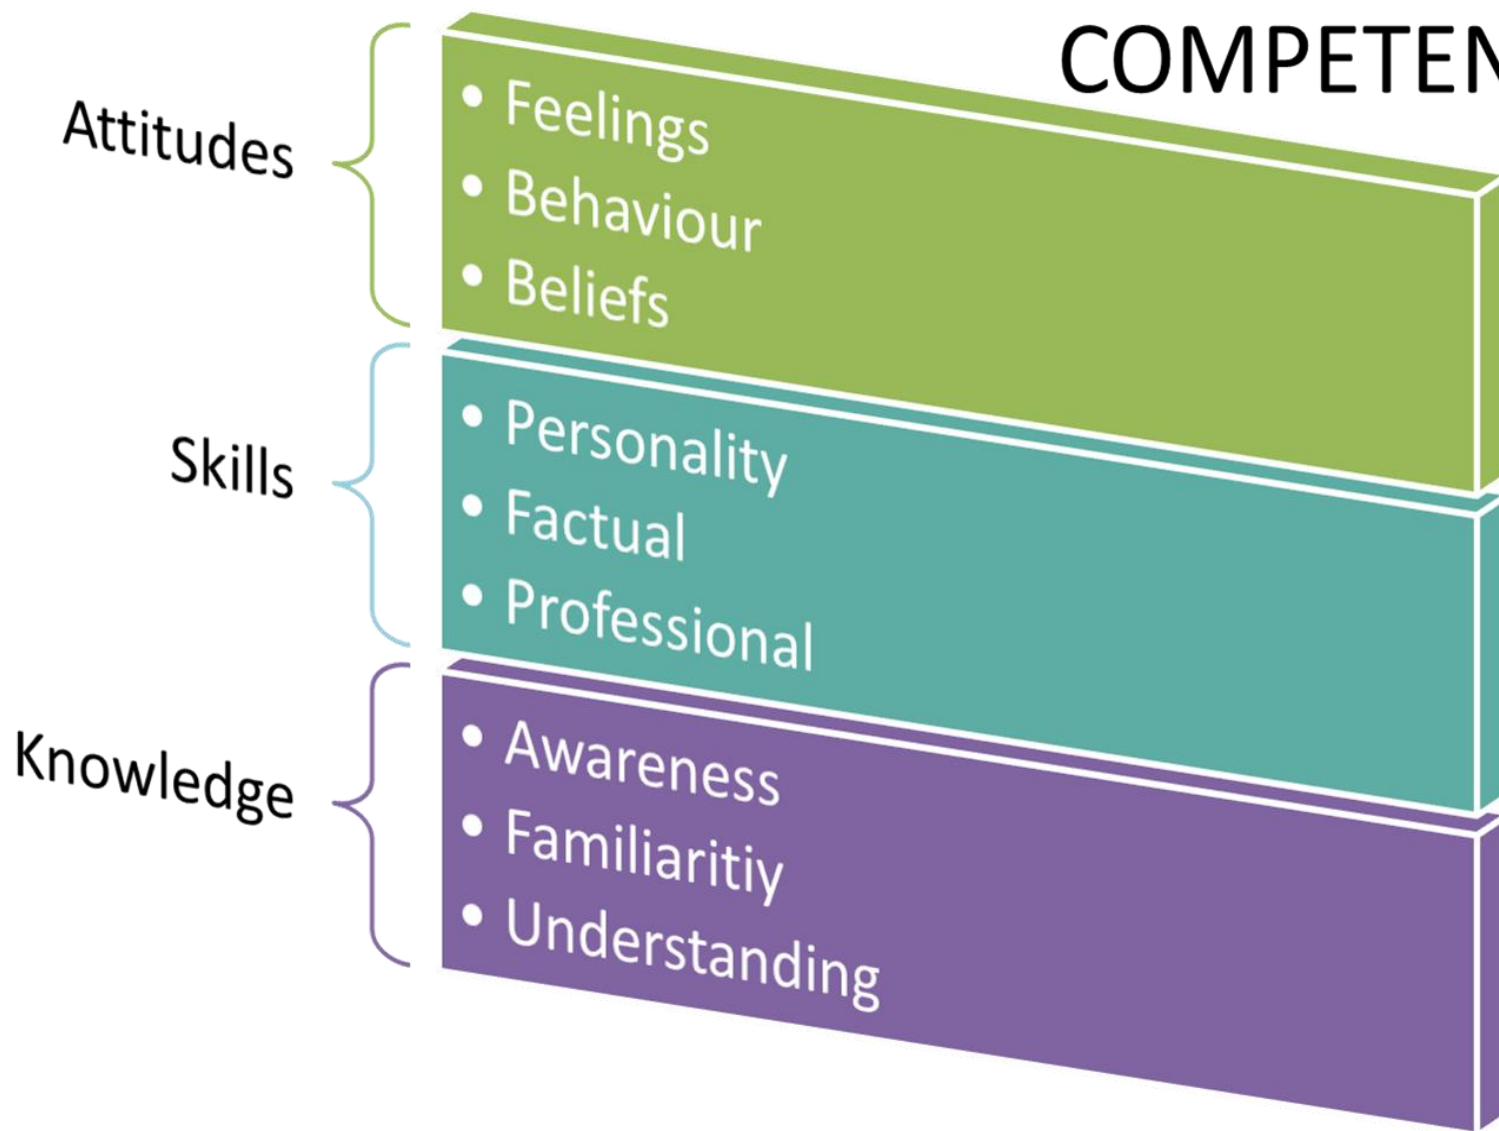 COMPETEN
Attitudes
• Feelings
• Behaviour
• Beliefs
Skills
• Personality
• Factual
• Professional
Knowledge
• Awareness
• Familiaritiy
• Understanding